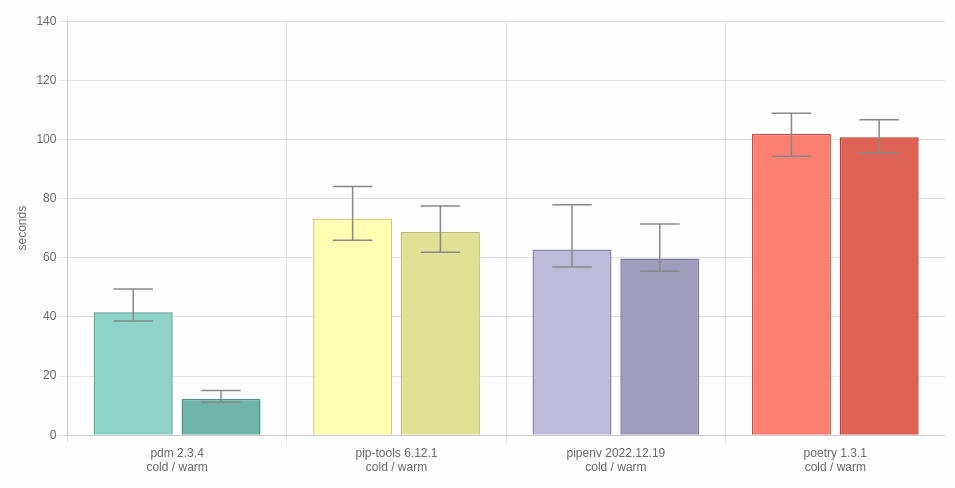 140
120
100
80
60
40
20
0
seconds
pdm 2.3.4
cold / warm
pip-tools 6.12.1
cold / warm
pipenv 2022.12.19
cold / warm
poetry 1.3.1
cold / warm